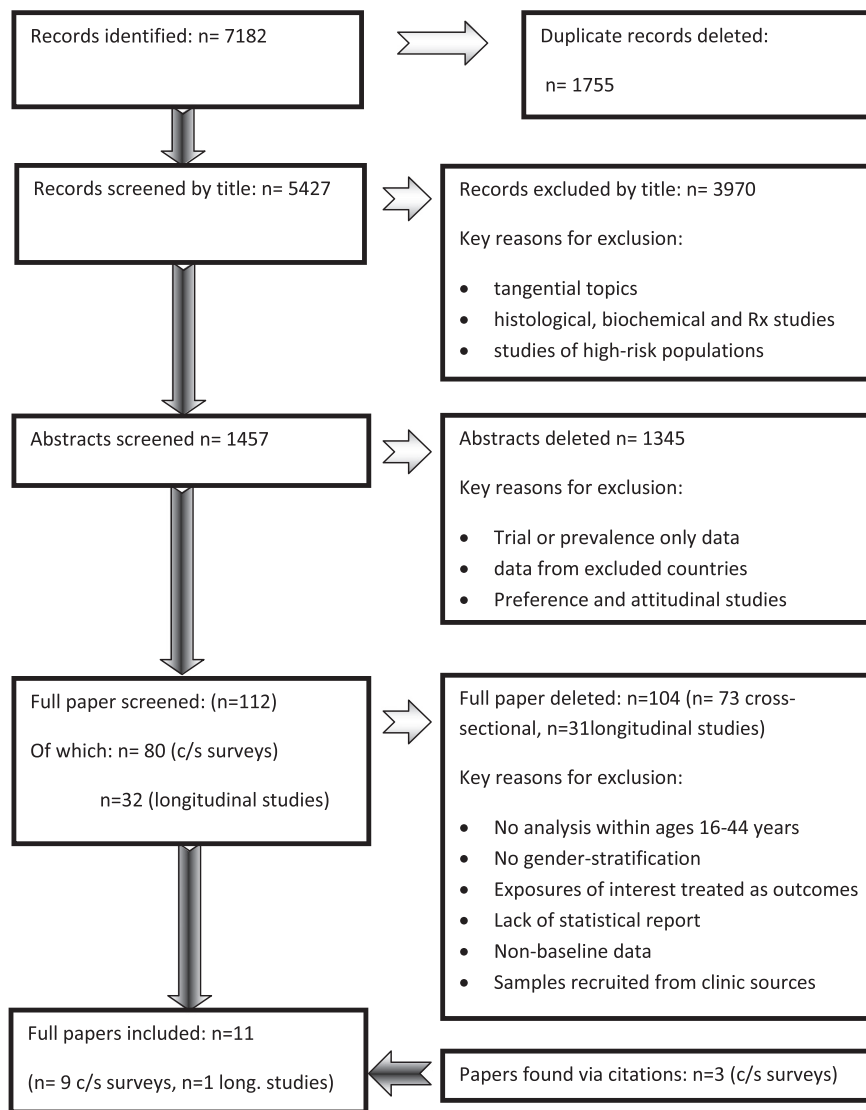 Records identified: n= 7182
Duplicate records deleted:
n= 1755
Records screened by title: n= 5427
Records excluded by title: n= 3970
Key reasons for exclusion:
• tangential topics
• histological, biochemical and Rx studies
• studies of high-risk populations
Abstracts screened n= 1457
Abstracts deleted n= 1345
Key reasons for exclusion:
• Trial or prevalence only data
• data from excluded countries
• Preference and attitudinal studies
Full paper screened: (n=112)
Of which: n= 80 (c/s surveys)
n=32 (longitudinal studies)
Full paper deleted: n=104 (n= 73 cross-
sectional, n=31longitudinal studies)
Key reasons for exclusion:
• No analysis within ages 16-44 years
• No gender-stratification
• Exposures of interest treated as outcomes
• Lack of statistical report
• Non-baseline data
• Samples recruited from clinic sources
Full papers included: n=11
(n= 9 c/s surveys, n=1 long. studies)
Papers found via citations: n=3 (c/s surveys)